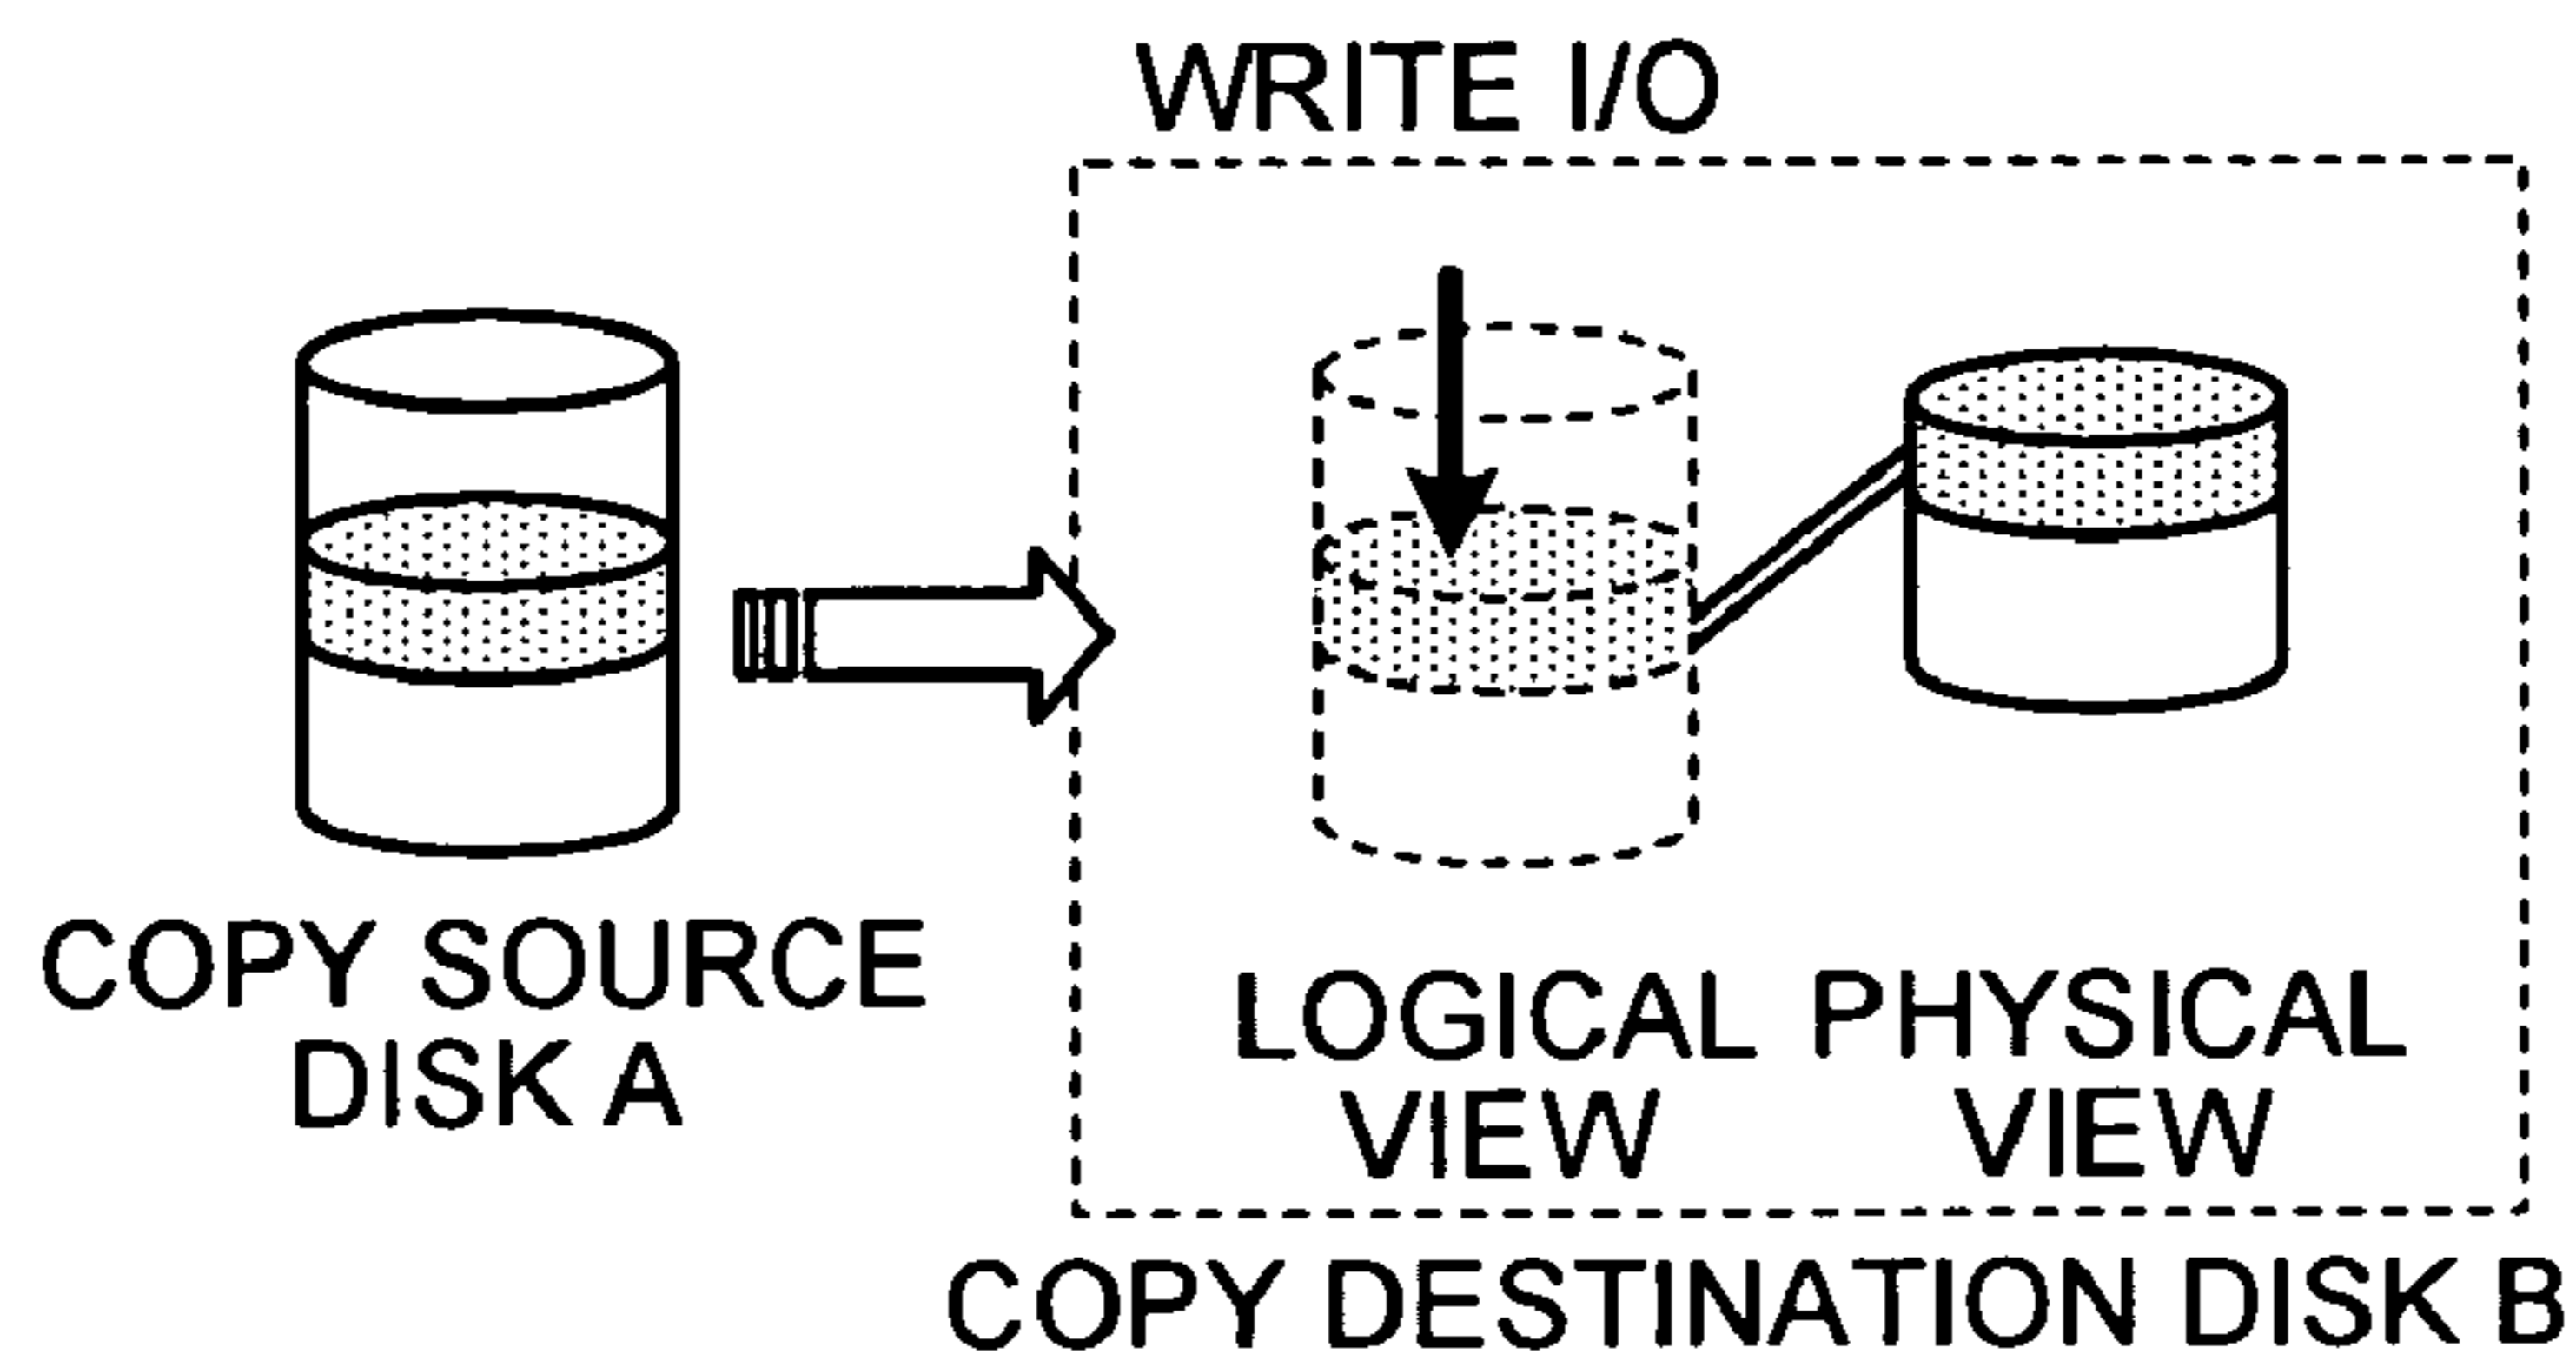 WRITE I/O
COPY SOURCE
DISK A
LOGICAL
VIEW
PHYSICAL
VIEW
COPY DESTINATION DISK B